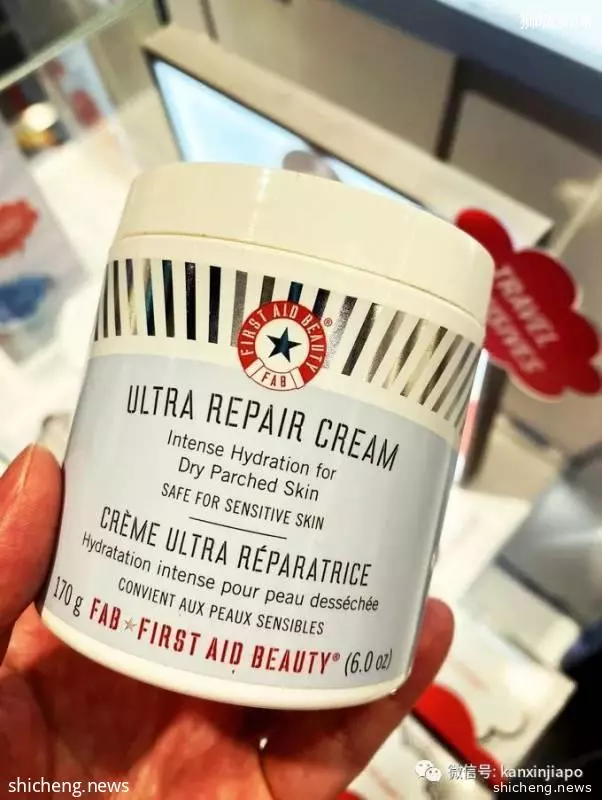 FIRST AID BEAUTY®
FAB
ULTRA REPAIR CREAM
Intense Hydration for
Dry Parched Skin
SAFE FOR SENSITIVE SKIN
CRÈME ULTRA RÉPARATRICE
Hydratation intense pour peau desséchée
CONVIENT AUX PEAUX SENSIBLES
170 g FAB FIRST AID BEAUTY® (6.0 oz)
TRAVEL
微信号: kanxinjiapo
shicheng.news
shicheng.news